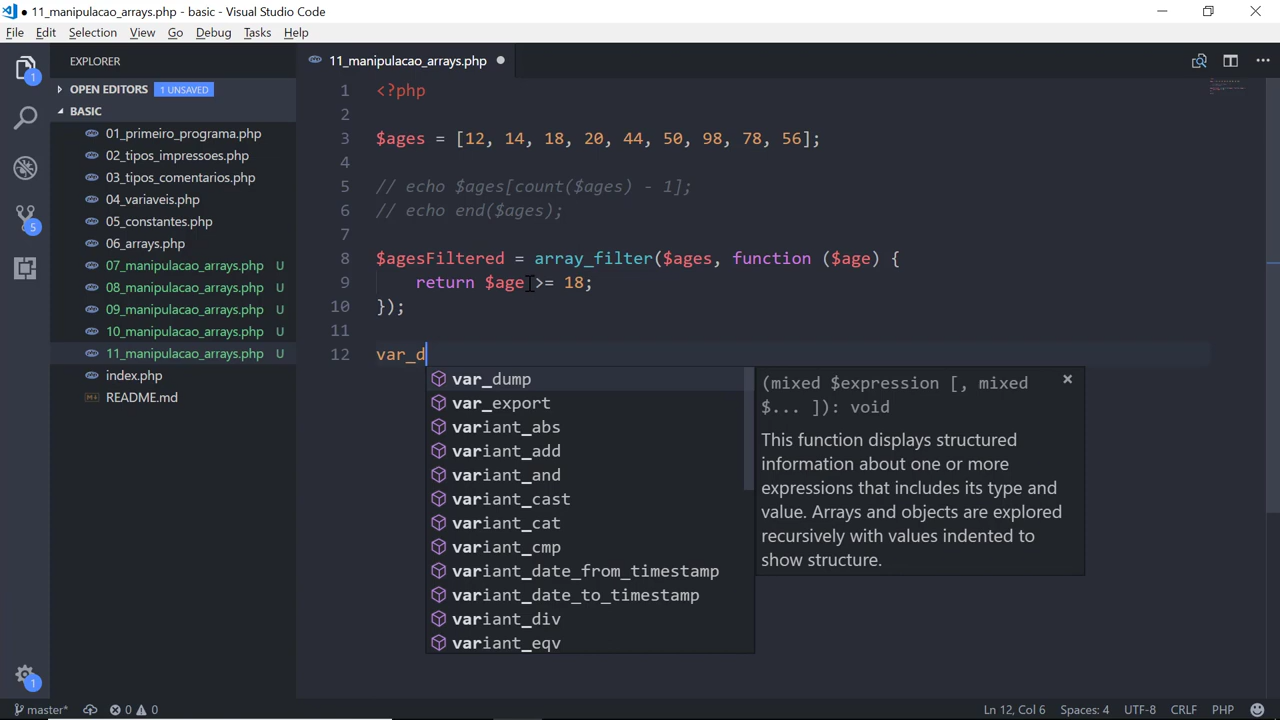 ● 11_manipulacao_arrays.php - basic - Visual Studio Code
File Edit Selection View Go Debug Tasks Help
EXPLORER
OPEN EDITORS 1 UNSAVED
BASIC
01_primeiro_programa.php
02_tipos_impressoes.php
03_tipos_comentarios.php
04_variaveis.php
05_constantes.php
06_arrays.php
07_manipulacao_arrays.php U
08_manipulacao_arrays.php U
09_manipulacao_arrays.php U
10_manipulacao_arrays.php U
11_manipulacao_arrays.php U
index.php
README.md
1
5
1
11_manipulacao_arrays.php ●
1 <?php
2
3 $ages = [12, 14, 18, 20, 44, 50, 98, 78, 56];
4
5 // echo $ages[count($ages) - 1];
6 // echo end($ages);
7
8 $agesFiltered = array_filter($ages, function ($age) {
9 return $age >= 18;
10 });
11
12 var_d
var_dump
var_export
variant_abs
variant_add
variant_and
variant_cast
variant_cat
variant_cmp
variant_date_from_timestamp
variant_date_to_timestamp
variant_div
variant_eqv
(mixed $expression [, mixed
$... ]): void
This function displays structured
information about one or more
expressions that includes its type and
value. Arrays and objects are explored
recursively with values indented to
show structure.
master* 0 0 Ln 12, Col 6 Spaces: 4 UTF-8 CRLF PHP